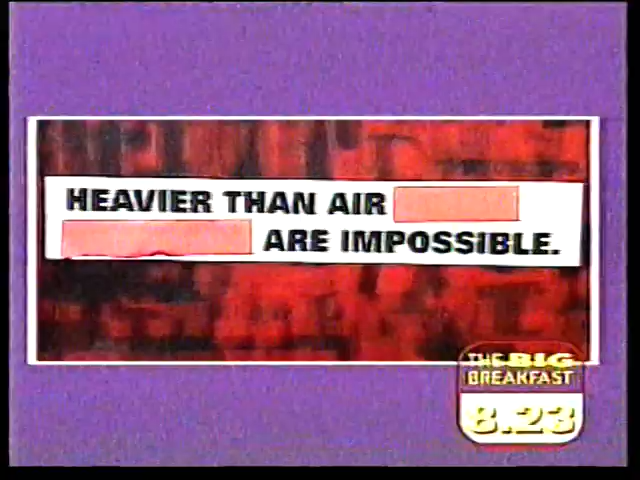 HEAVIER THAN AIR
ARE IMPOSSIBLE.
THE BIG
BREAKFAST
8.23